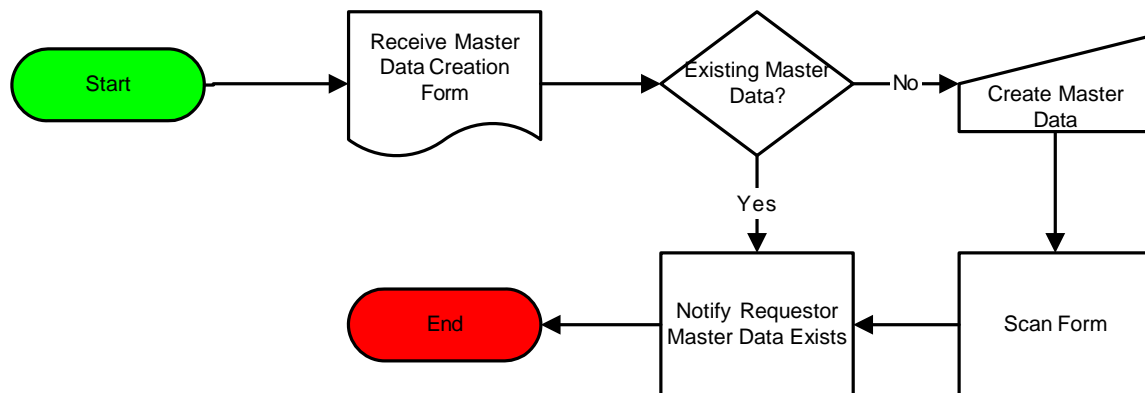 Start
Receive Master
Data Creation
Form
Existing Master
Data?
No
Create Master
Data
Yes
End
Notify Requestor
Master Data Exists
Scan Form